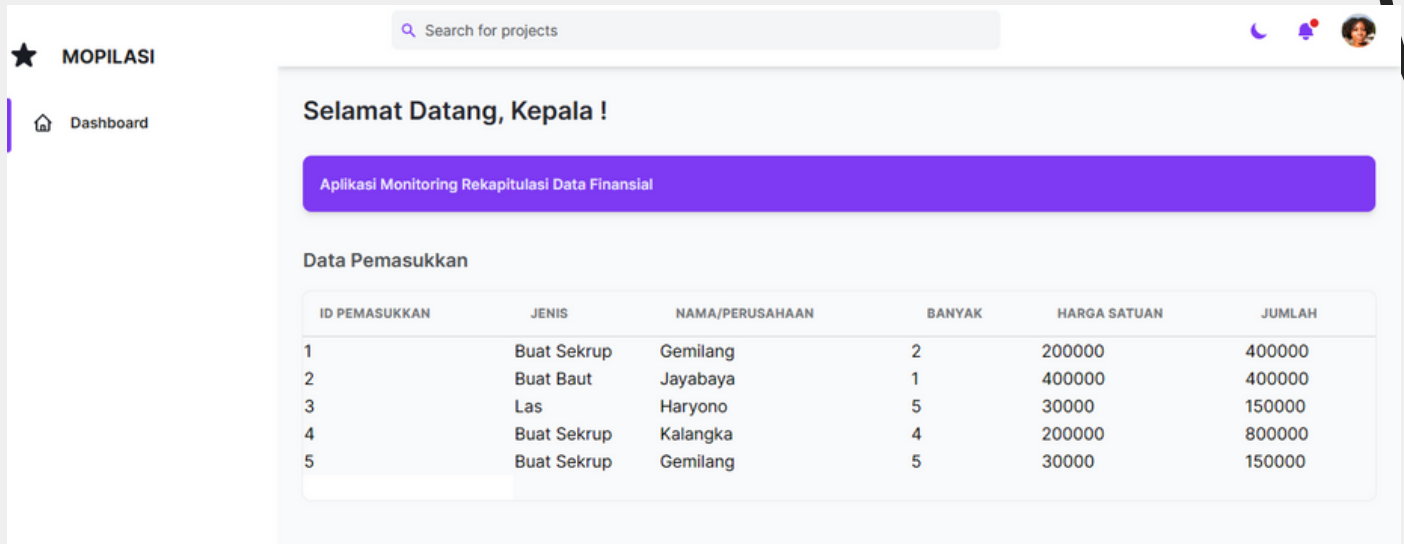 Search for projects
MOPILASI
Dashboard
Selamat Datang, Kepala !
Aplikasi Monitoring Rekapitulasi Data Finansial
Data Pemasukkan
ID PEMASUKKAN JENIS NAMA/PERUSAHAAN BANYAK HARGA SATUAN JUMLAH
1 Buat Sekrup Gemilang 2 200000 400000
2 Buat Baut Jayabaya 1 400000 400000
3 Las Haryono 5 30000 150000
4 Buat Sekrup Kalangka 4 200000 800000
5 Buat Sekrup Gemilang 5 30000 150000